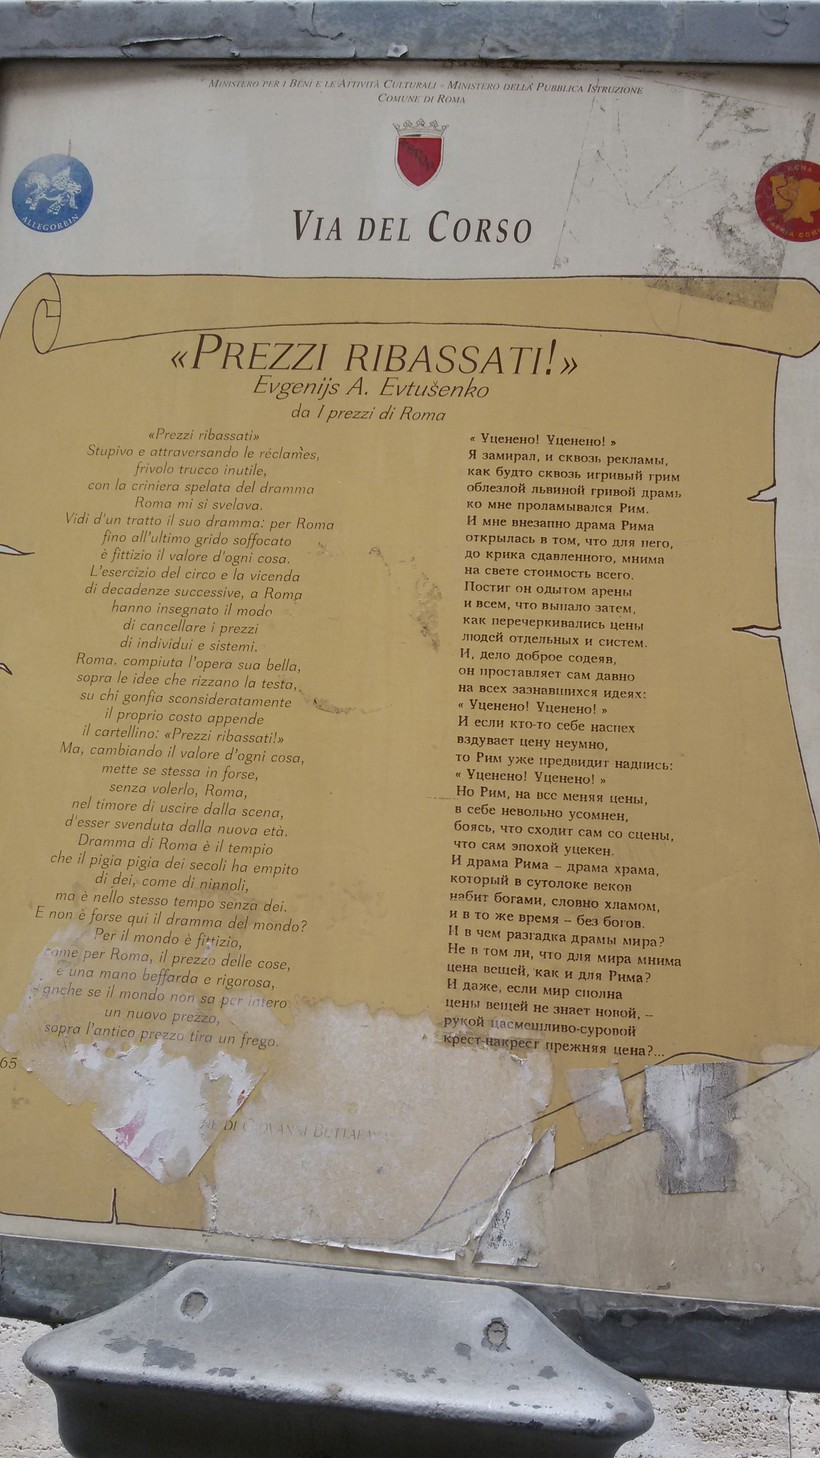 Ministero per i Beni e le Attività Culturali - Ministero della Pubblica Istruzione
Comune di Roma
ALLEGOREIN
ROMA
Via del Corso
«Prezzi ribassati!»
Evgenijs A. Evtušenko
da I prezzi di Roma
«Prezzi ribassati»
Stupivo e attraversando le réclames,
frivolo trucco inutile,
con la criniera spelata del dramma
Roma mi si svelava.
Vidi d'un tratto il suo dramma: per Roma
fino all'ultimo grido soffocato
è fittizio il valore d'ogni cosa.
L'esercizio del circo e la vicenda
di decadenze successive, a Roma
hanno insegnato il modo
di cancellare i prezzi
di individui e sistemi.
Roma, compiuta l'opera sua bella,
sopra le idee che rizzano la testa,
su chi gonfia sconsideratamente
il proprio costo appende
il cartellino: «Prezzi ribassati!»
Ma, cambiando il valore d'ogni cosa,
mette se stessa in forse,
senza volerlo, Roma,
nel timore di uscire dalla scena,
d'esser svenduta dalla nuova età.
Dramma di Roma è il tempio
che il pigia pigia dei secoli ha empito
di dei, come di ninnoli,
ma è nello stesso tempo senza dei.
E non è forse qui il dramma del mondo?
Per il mondo è fittizio,
come per Roma, il prezzo delle cose,
e una mano beffarda e rigorosa,
anche se il mondo non sa per intero
un nuovo prezzo,
sopra l'antico prezzo tira un frego.
« Уценено! Уценено! »
Я замирал, и сквозь рекламы,
как будто сквозь игривый грим
облезлой львиной гривой драмы
ко мне проламывался Рим.
И мне внезапно драма Рима
открылась в том, что для него,
до крика сдавленного, мнима
на свете стоимость всего.
Постиг он опытом арены
и всем, что выпало затем,
как перечеркивались цены
людей отдельных и систем.
И, дело доброе содеяв,
он проставляет сам давно
на всех зазнавшихся идеях:
« Уценено! Уценено! »
И если кто-то себе наспех
вздувает цену неумно,
то Рим уже предвидит надпись:
« Уценено! Уценено! »
Но Рим, на все меняя цены,
в себе невольно усомнен,
боясь, что сходит сам со сцены,
что сам эпохой уценен.
И драма Рима – драма храма,
который в сутолоке веков
набит богами, словно хламом,
и в то же время – без богов.
И в чем разгадка драмы мира?
Не в том ли, что для мира мнима
цена вещей, как и для Рима?
И даже, если мир сполна
цены вещей не знает новой, –
рукой насмешливо-суровой
крест-накрест прежняя цена?...
65
di Giovanni